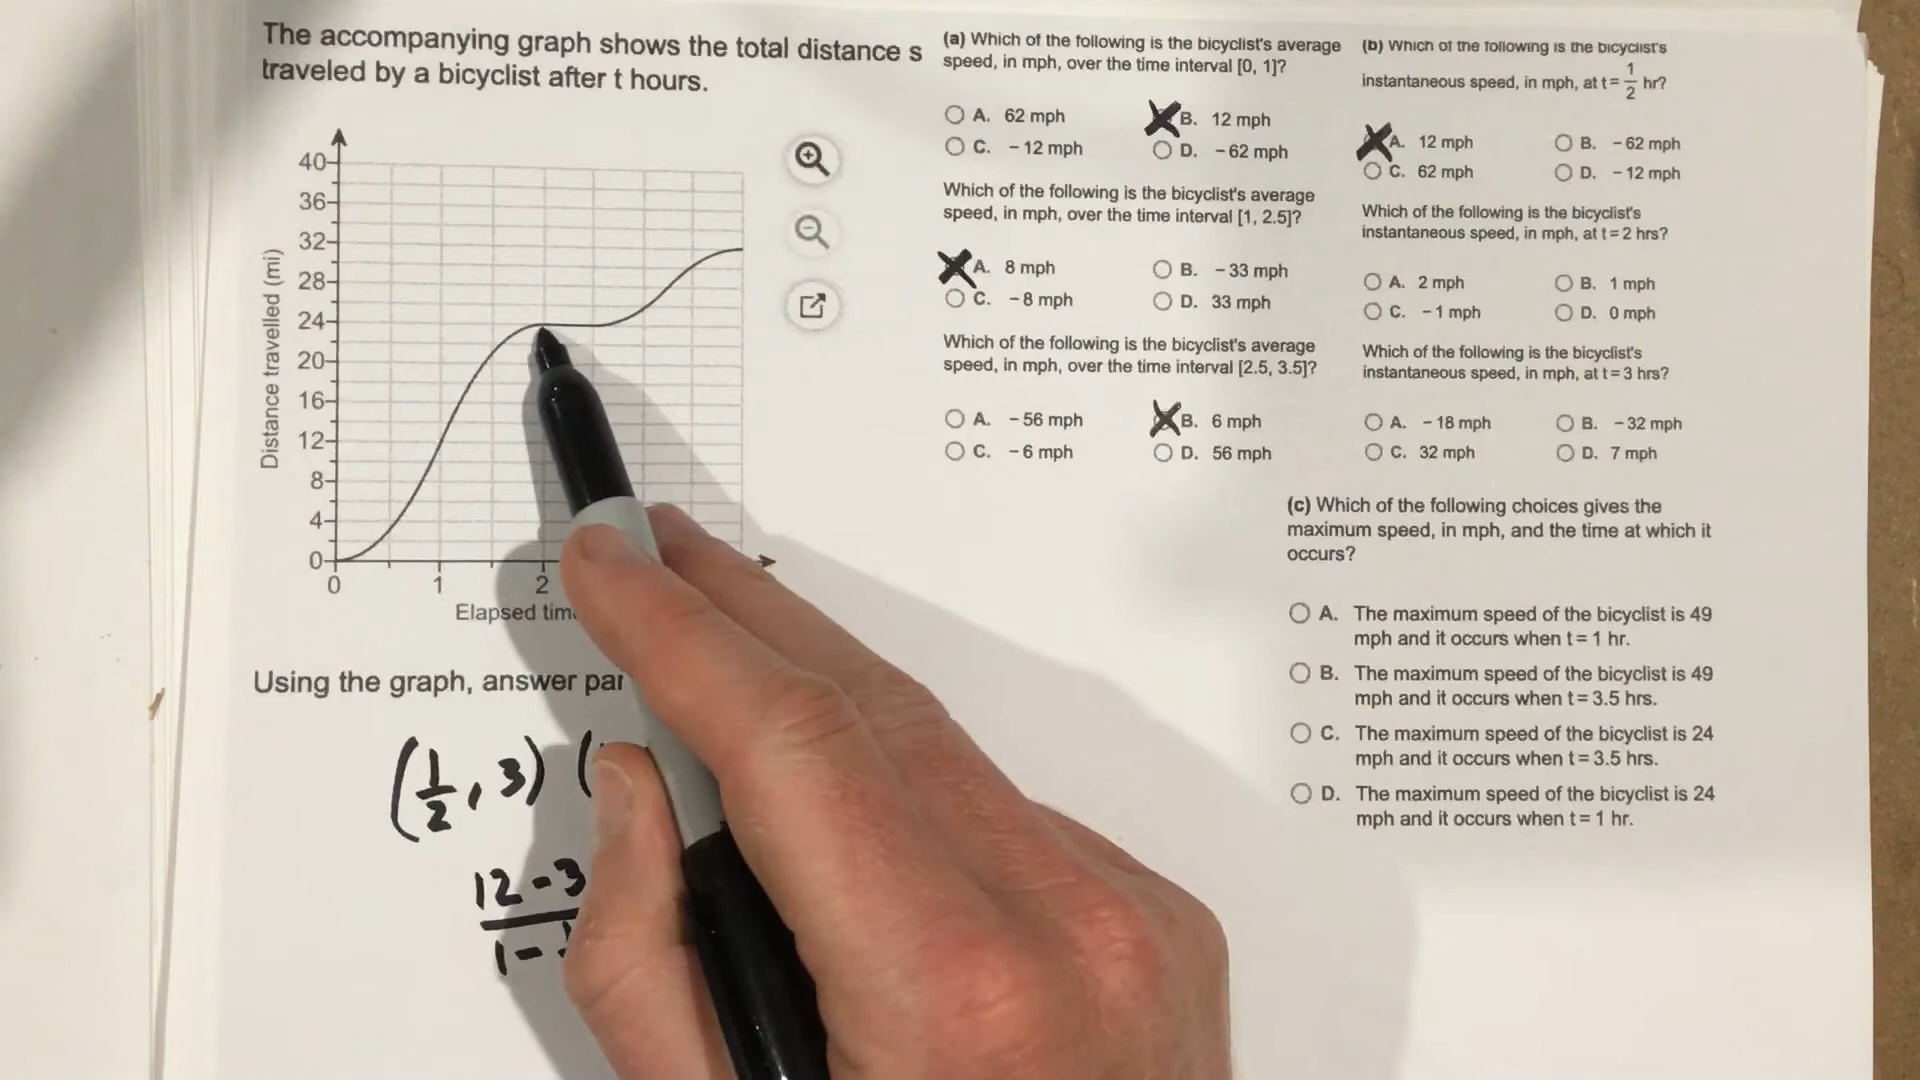 The accompanying graph shows the total distance s
traveled by a bicyclist after t hours.
40
36
32
28
24
20
16
12
8
4
0
Distance travelled (mi)
0 1 2
Elapsed
Using the graph, answer
(1/2, 3) (
12-3
1-
(a) Which of the following is the bicyclist's average
speed, in mph, over the time interval [0, 1]?
A. 62 mph B. 12 mph
C. -12 mph D. -62 mph
Which of the following is the bicyclist's average
speed, in mph, over the time interval [1, 2.5]?
A. 8 mph B. -33 mph
C. -8 mph D. 33 mph
Which of the following is the bicyclist's average
speed, in mph, over the time interval [2.5, 3.5]?
A. -56 mph B. 6 mph
C. -6 mph D. 56 mph
(b) Which of the following is the bicyclist's
instantaneous speed, in mph, at t = 1/2 hr?
A. 12 mph B. -62 mph
C. 62 mph D. -12 mph
Which of the following is the bicyclist's
instantaneous speed, in mph, at t = 2 hrs?
A. 2 mph B. 1 mph
C. -1 mph D. 0 mph
Which of the following is the bicyclist's
instantaneous speed, in mph, at t = 3 hrs?
A. -18 mph B. -32 mph
C. 32 mph D. 7 mph
(c) Which of the following choices gives the
maximum speed, in mph, and the time at which it
occurs?
A. The maximum speed of the bicyclist is 49
mph and it occurs when t = 1 hr.
B. The maximum speed of the bicyclist is 49
mph and it occurs when t = 3.5 hrs.
C. The maximum speed of the bicyclist is 24
mph and it occurs when t = 3.5 hrs.
D. The maximum speed of the bicyclist is 24
mph and it occurs when t = 1 hr.